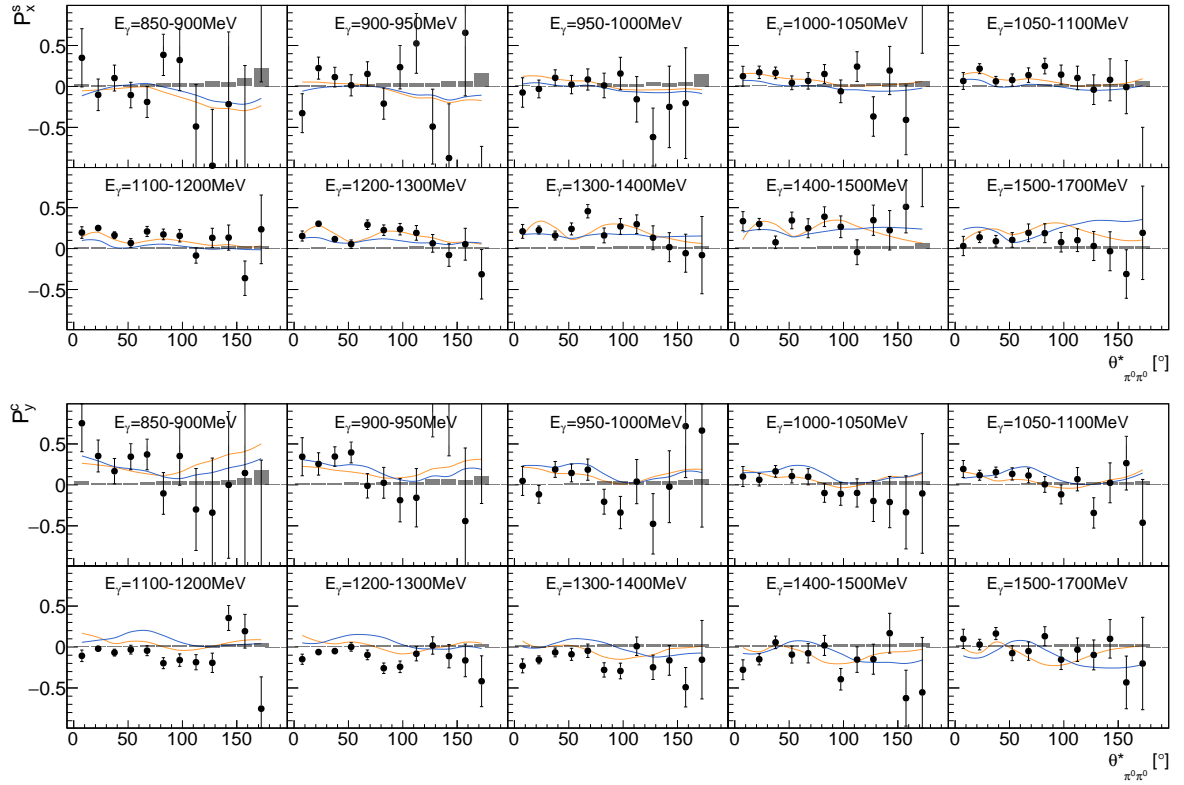 P_x^s
E_γ=850-900MeV E_γ=900-950MeV E_γ=950-1000MeV E_γ=1000-1050MeV E_γ=1050-1100MeV
0.5
0
−0.5
E_γ=1100-1200MeV E_γ=1200-1300MeV E_γ=1300-1400MeV E_γ=1400-1500MeV E_γ=1500-1700MeV
0.5
0
−0.5
0 50 100 150 0 50 100 150 0 50 100 150 0 50 100 150 0 50 100 150
θ*_{π⁰π⁰} [°]
P_y^c
E_γ=850-900MeV E_γ=900-950MeV E_γ=950-1000MeV E_γ=1000-1050MeV E_γ=1050-1100MeV
0.5
0
−0.5
E_γ=1100-1200MeV E_γ=1200-1300MeV E_γ=1300-1400MeV E_γ=1400-1500MeV E_γ=1500-1700MeV
0.5
0
−0.5
0 50 100 150 0 50 100 150 0 50 100 150 0 50 100 150 0 50 100 150
θ*_{π⁰π⁰} [°]